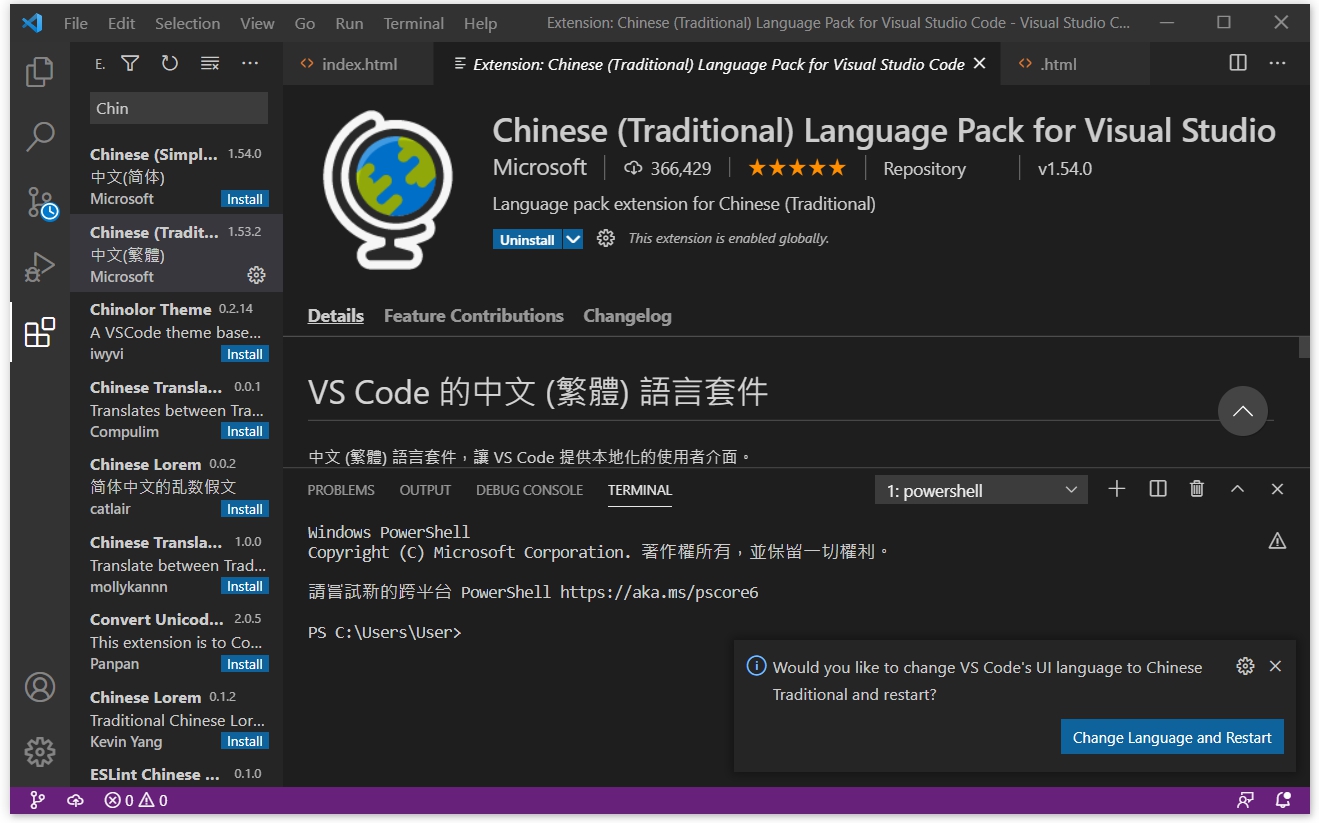 File Edit Selection View Go Run Terminal Help Extension: Chinese (Traditional) Language Pack for Visual Studio Code - Visual Studio C...
E.
index.html
Extension: Chinese (Traditional) Language Pack for Visual Studio Code
.html
Chin
Chinese (Simpl... 1.54.0
中文(简体)
Microsoft Install
Chinese (Tradit... 1.53.2
中文(繁體)
Microsoft
Chinolor Theme 0.2.14
A VSCode theme base...
iwyvi Install
Chinese Transla... 0.0.1
Translates between Tra...
Compulim Install
Chinese Lorem 0.0.2
简体中文的乱数假文
catlair Install
Chinese Transla... 1.0.0
Translate between Trad...
mollykannn Install
Convert Unicod... 2.0.5
This extension is to Co...
Panpan Install
Chinese Lorem 0.1.2
Traditional Chinese Lor...
Kevin Yang Install
ESLint Chinese ... 0.1.0
Chinese (Traditional) Language Pack for Visual Studio
Microsoft 366,429 Repository v1.54.0
Language pack extension for Chinese (Traditional)
Uninstall This extension is enabled globally.
Details Feature Contributions Changelog
VS Code 的中文 (繁體) 語言套件
中文 (繁體) 語言套件，讓 VS Code 提供本地化的使用者介面。
PROBLEMS OUTPUT DEBUG CONSOLE TERMINAL 1: powershell
Windows PowerShell
Copyright (C) Microsoft Corporation. 著作權所有，並保留一切權利。
請嘗試新的跨平台 PowerShell https://aka.ms/pscore6
PS C:\Users\User>
Would you like to change VS Code's UI language to Chinese
Traditional and restart?
Change Language and Restart
0 0